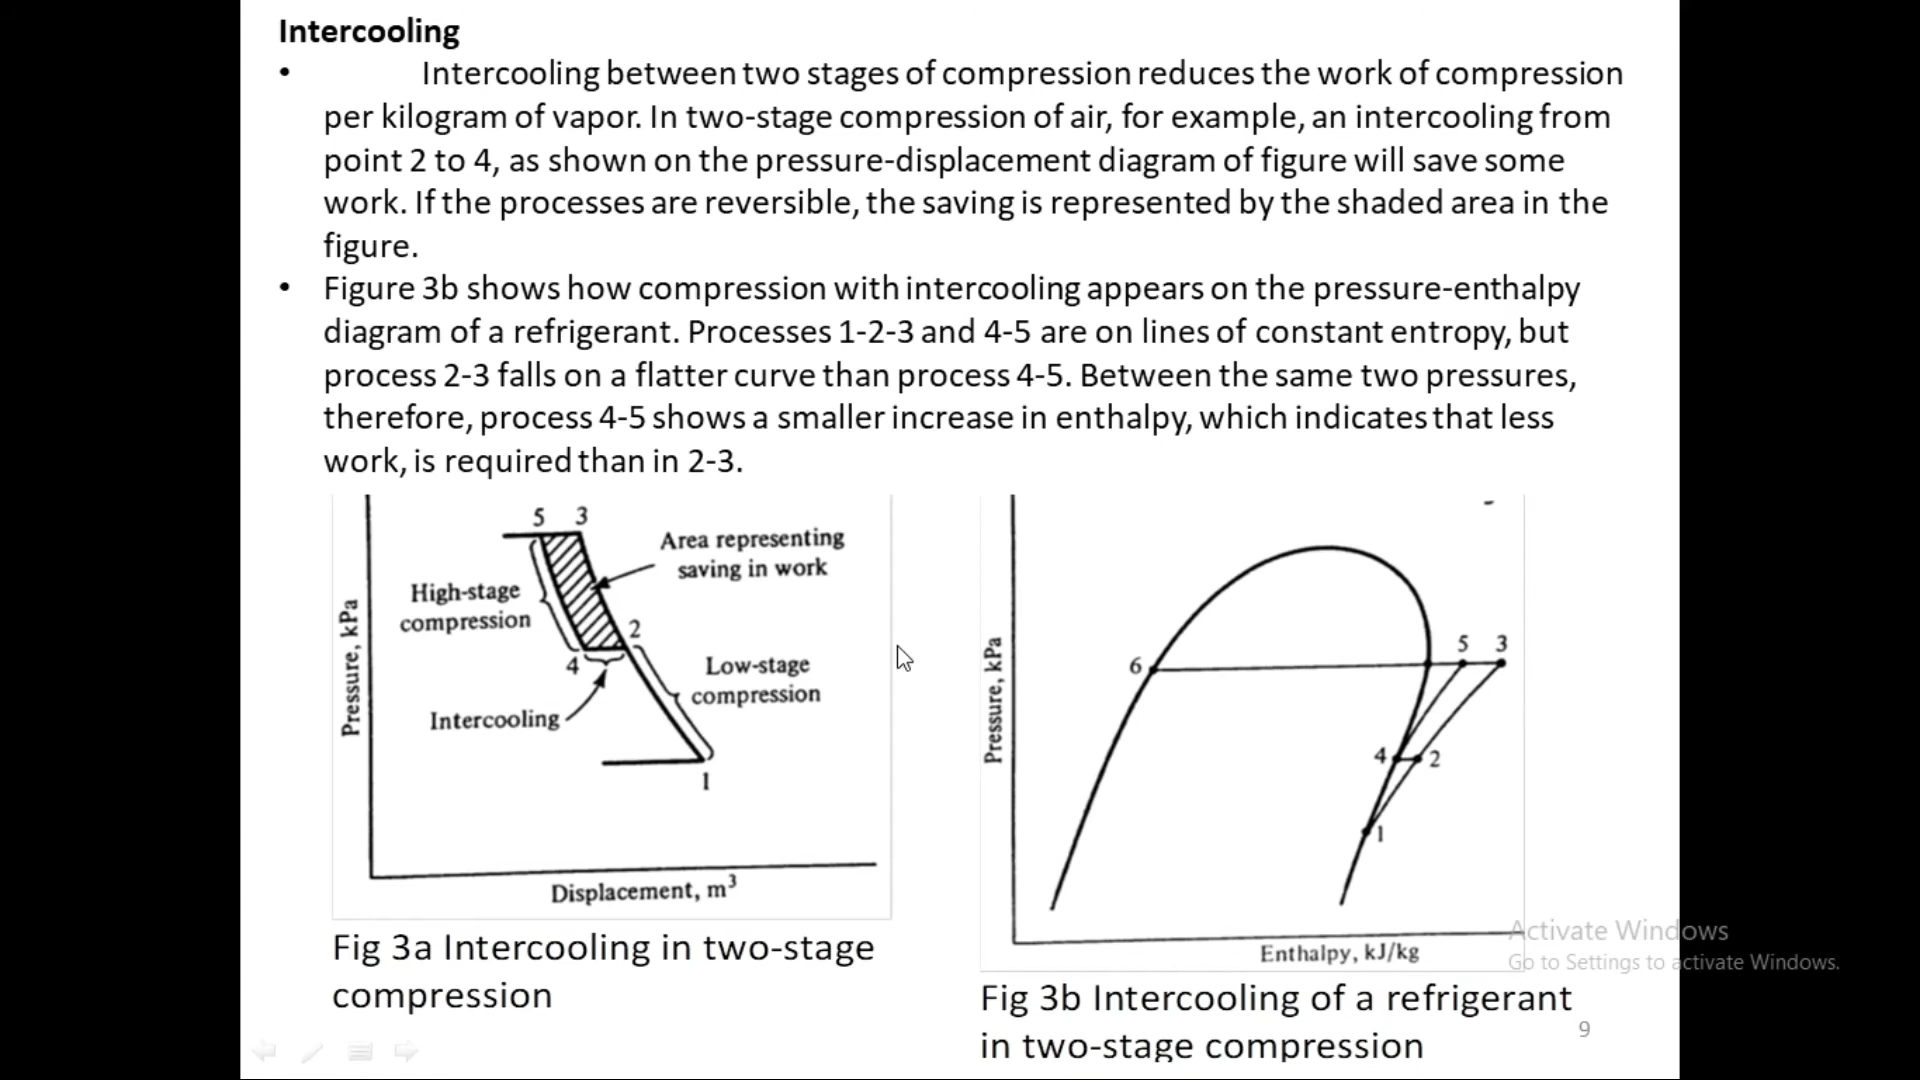 Intercooling
• Intercooling between two stages of compression reduces the work of compression
per kilogram of vapor. In two-stage compression of air, for example, an intercooling from
point 2 to 4, as shown on the pressure-displacement diagram of figure will save some
work. If the processes are reversible, the saving is represented by the shaded area in the
figure.
• Figure 3b shows how compression with intercooling appears on the pressure-enthalpy
diagram of a refrigerant. Processes 1-2-3 and 4-5 are on lines of constant entropy, but
process 2-3 falls on a flatter curve than process 4-5. Between the same two pressures,
therefore, process 4-5 shows a smaller increase in enthalpy, which indicates that less
work, is required than in 2-3.
5 3
Area representing
saving in work
High-stage
compression
2
4
Low-stage
compression
Intercooling
1
Pressure, kPa
Displacement, m³
Fig 3a Intercooling in two-stage
compression
5 3
6
4 2
1
Pressure, kPa
Enthalpy, kJ/kg
Fig 3b Intercooling of a refrigerant
in two-stage compression
9
Activate Windows
Go to Settings to activate Windows.